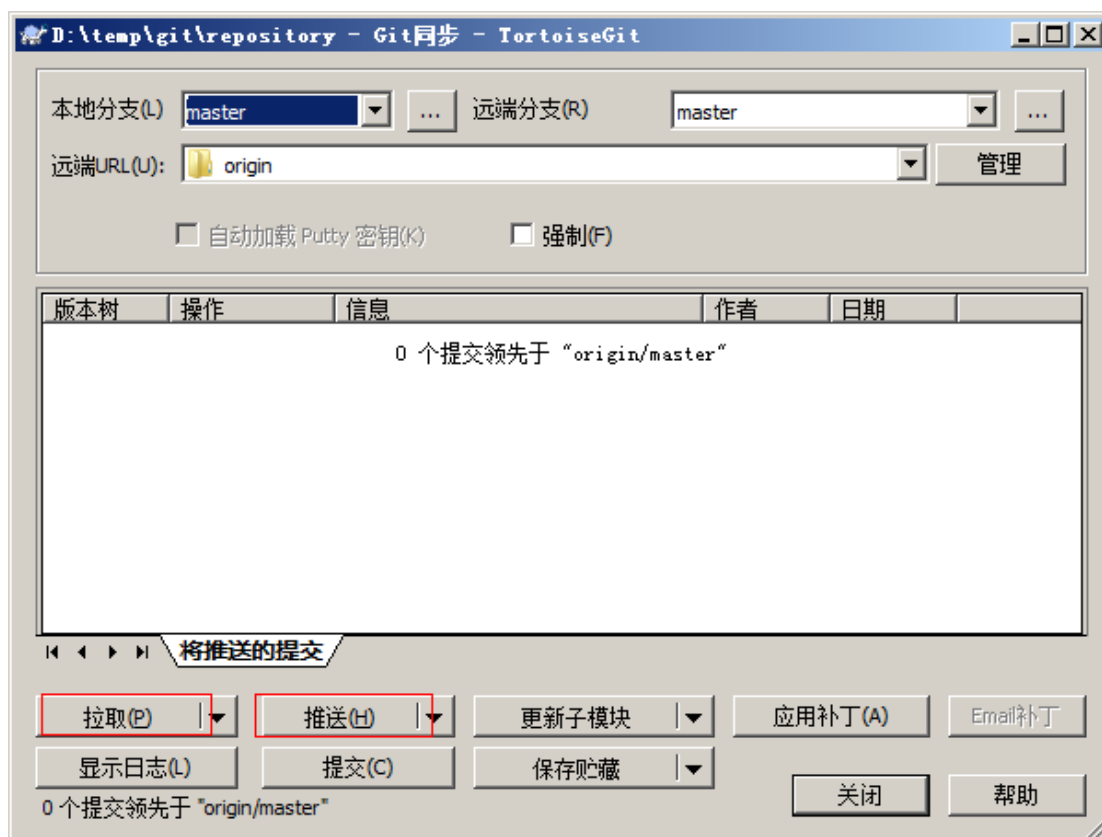 D:\temp\git\repository - Git同步 - TortoiseGit
本地分支(L) master ... 远端分支(R) master ...
远端URL(U): origin 管理
自动加载 Putty 密钥(K) 强制(F)
版本树 操作 信息 作者 日期
0 个提交领先于 “origin/master”
将推送的提交
拉取(P) 推送(H) 更新子模块 应用补丁(A) Email补丁
显示日志(L) 提交(C) 保存贮藏 关闭 帮助
0 个提交领先于 "origin/master"